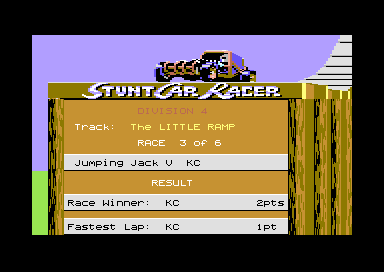 STUNT CAR RACER
DIVISION 4
Track: The LITTLE RAMP
RACE 3 of 6
Jumping Jack V KC
RESULT
Race Winner: KC 2pts
Fastest Lap: KC 1pt